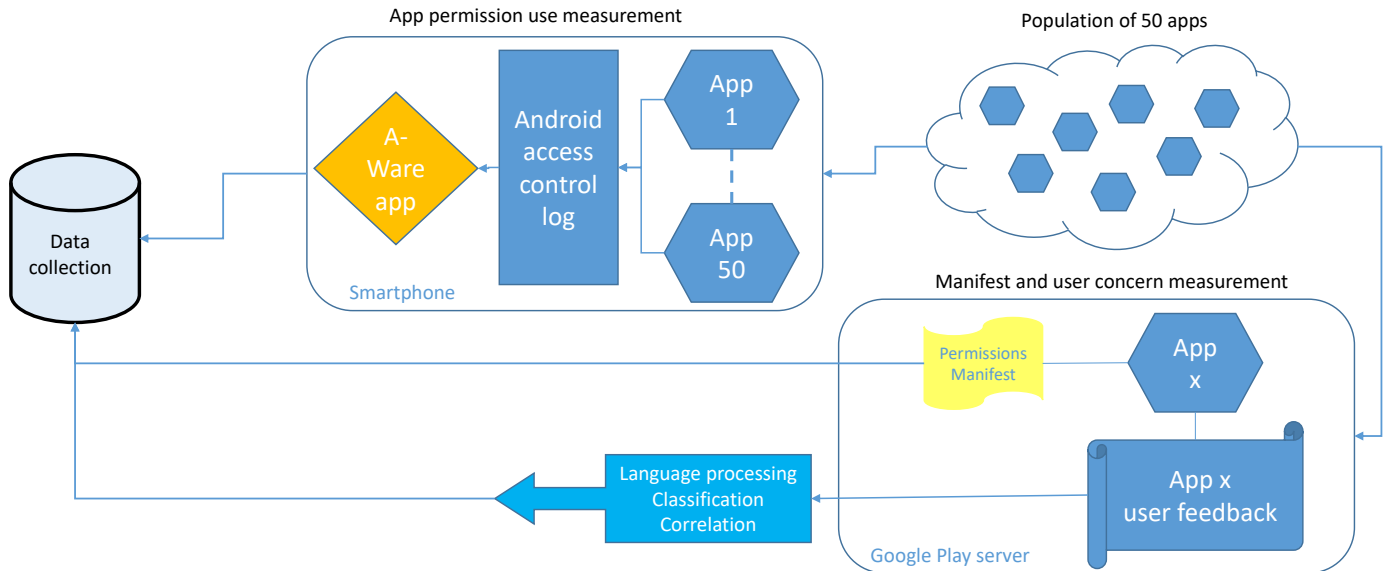 App permission use measurement
Population of 50 apps
A-
Ware
app
Android
access
control
log
App
1
App
50
Smartphone
Data
collection
Manifest and user concern measurement
Permissions
Manifest
App
x
App x
user feedback
Language processing
Classification
Correlation
Google Play server